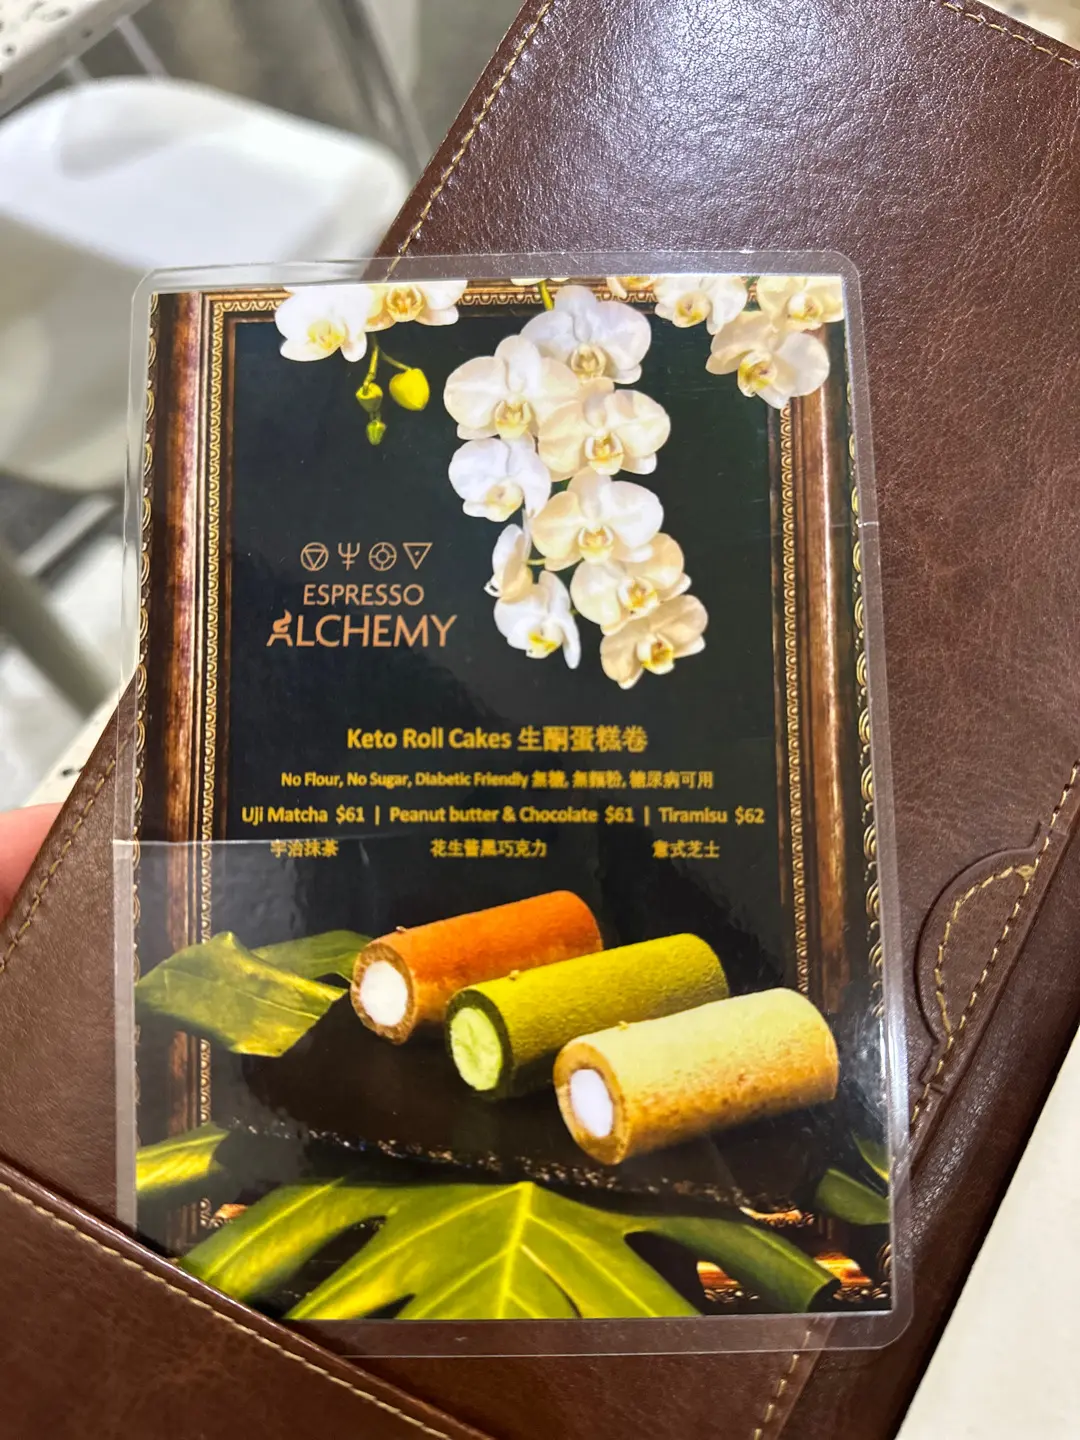 ESPRESSO
ALCHEMY
Keto Roll Cakes 生酮蛋糕卷
No Flour, No Sugar, Diabetic Friendly 無糖, 無麵粉, 糖尿病可用
Uji Matcha $61 | Peanut butter & Chocolate $61 | Tiramisu $62
宇治抹茶 花生醬黑巧克力 意式芝士